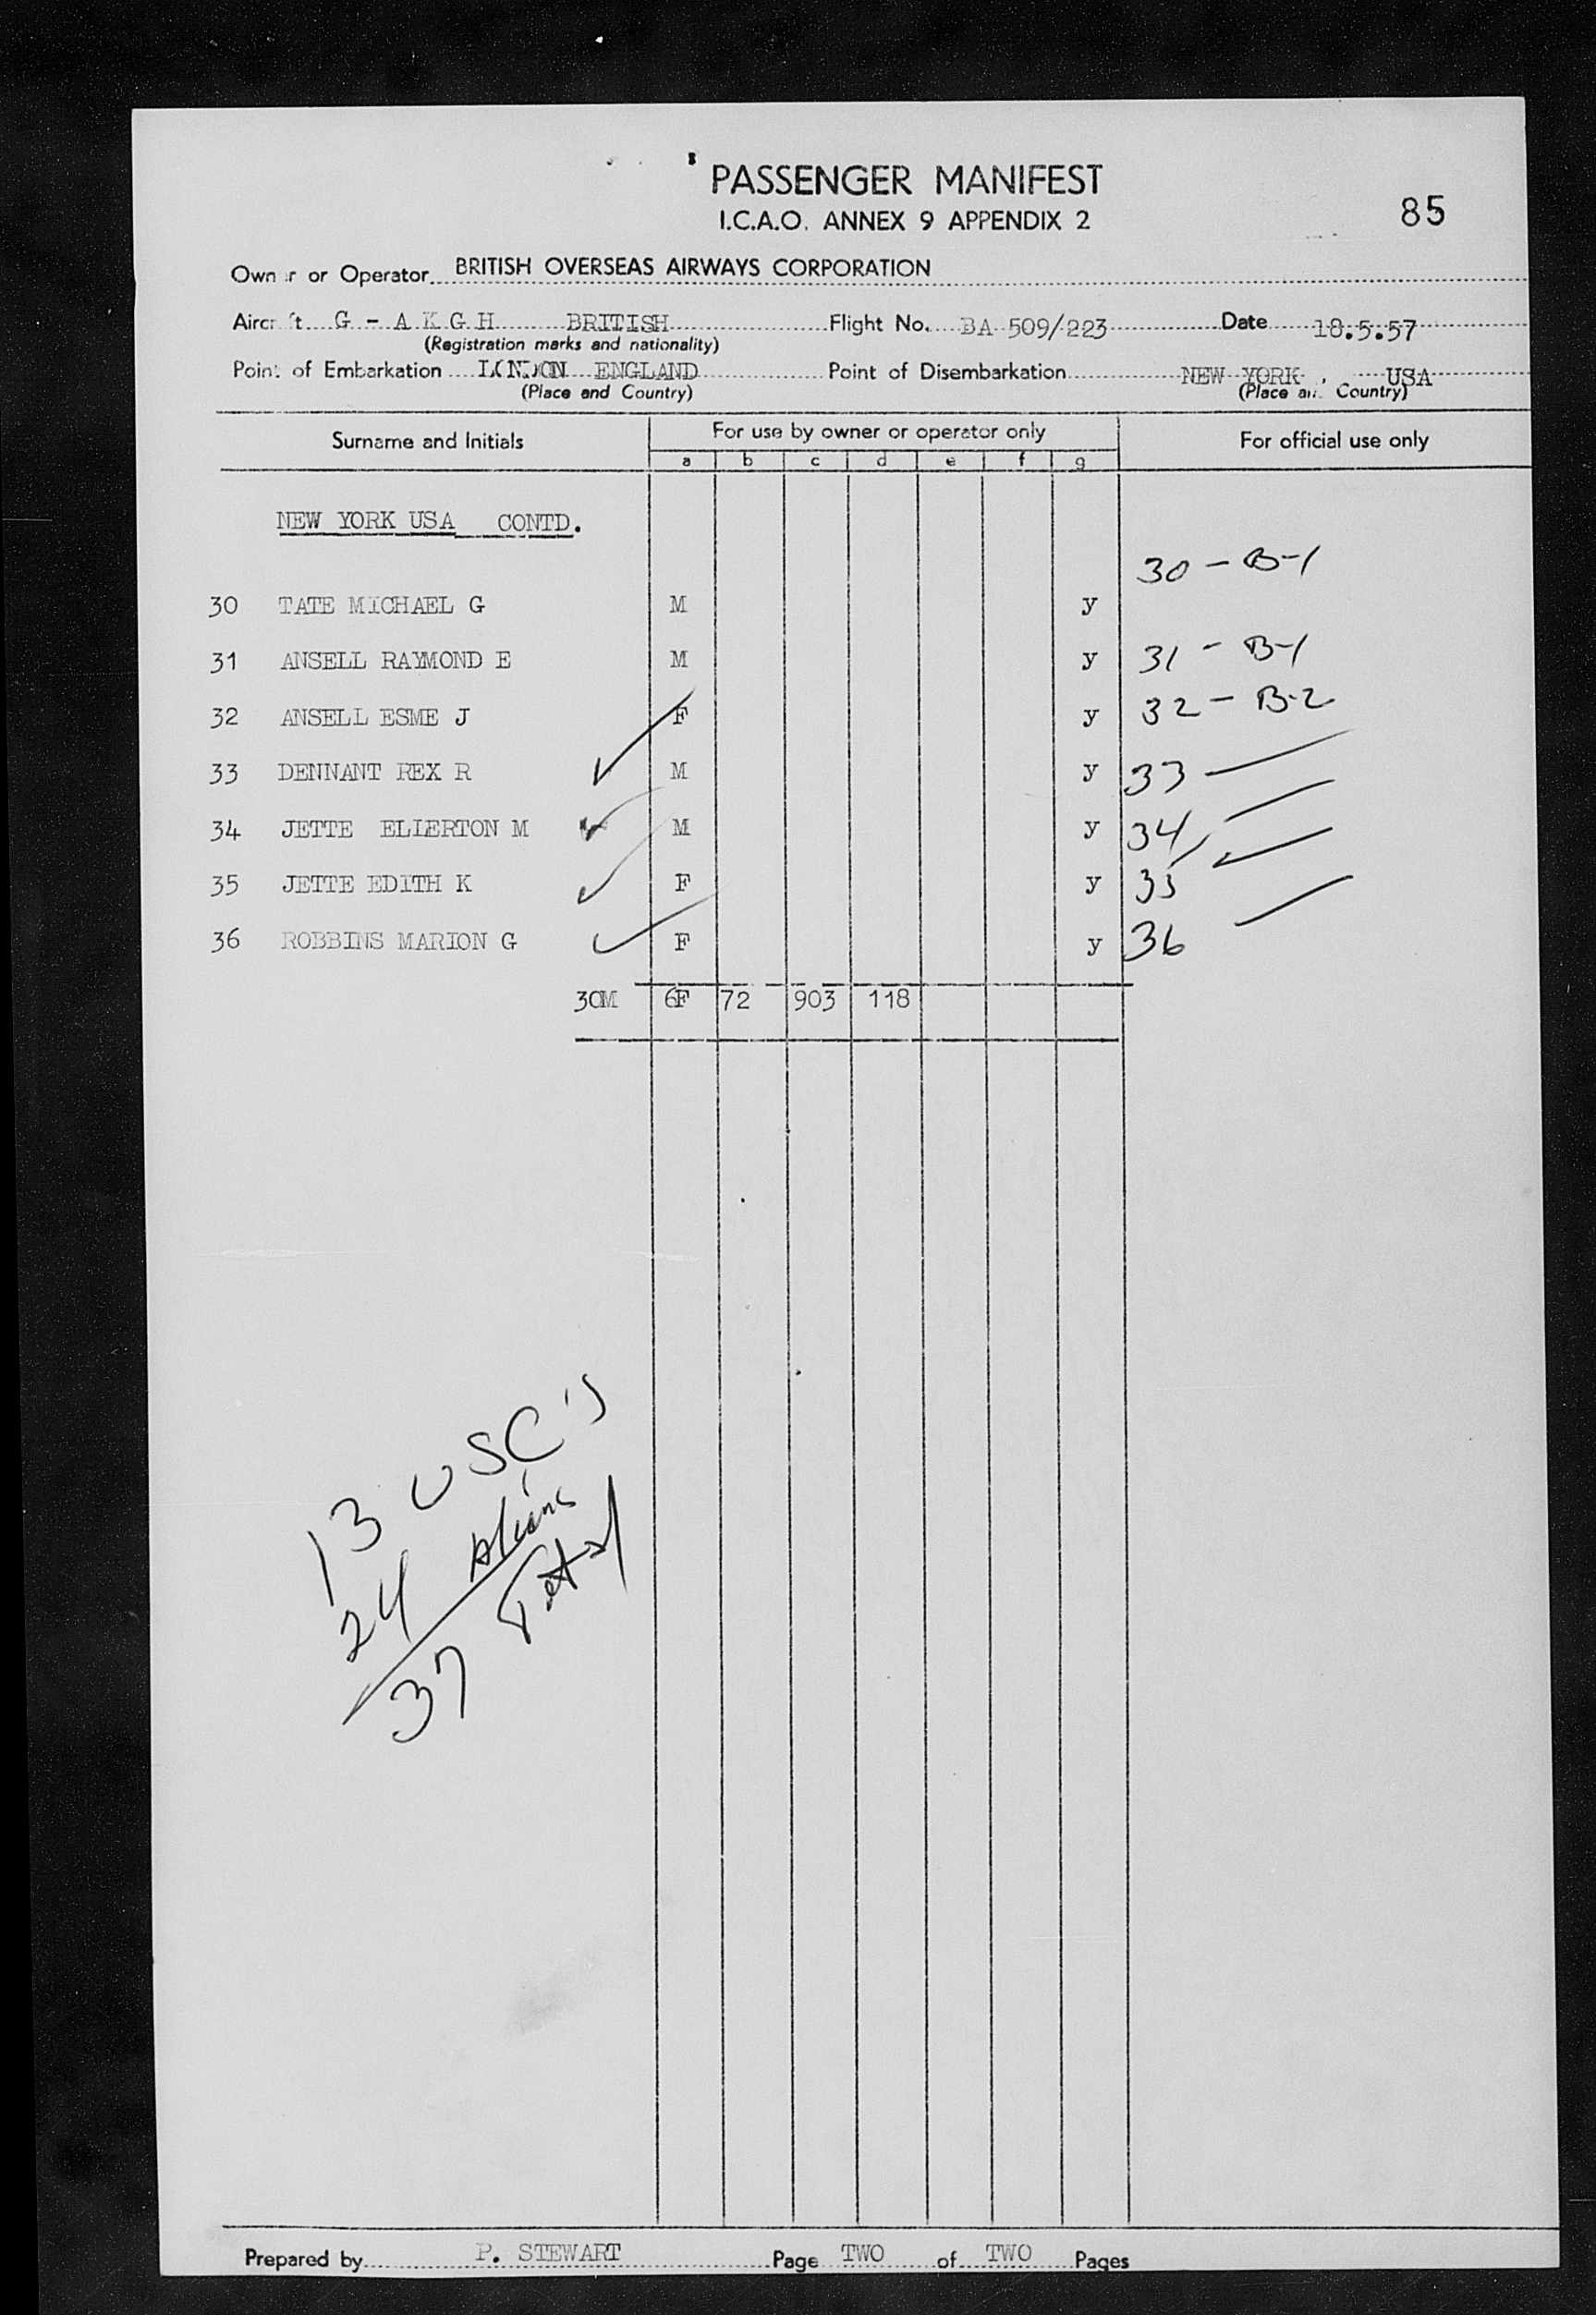 PASSENGER MANIFEST
I.C.A.O. ANNEX 9 APPENDIX 2
85
Owner or Operator BRITISH OVERSEAS AIRWAYS CORPORATION
Aircraft G - A K G H BRITISH Flight No. BA 509/223 Date 18.5.57
(Registration marks and nationality)
Point of Embarkation LONDON ENGLAND Point of Disembarkation NEW YORK , USA
(Place and Country) (Place and Country)
Surname and Initials For use by owner or operator only For official use only
a b c d e f g
NEW YORK USA CONTD.
30 - B-1
30 TATE MICHAEL G M y
31 ANSELL RAYMOND E M y 31 - B-1
32 ANSELL ESME J F y 32 - B-2
33 DENNANT REX R M y 33
34 JETTE ELLERTON M M y 34
35 JETTE EDITH K F y 35
36 ROBBINS MARION G F y 36
30M 6F 72 903 118
13 USC's
24 Aliens
37 Total
Prepared by P. STEWART Page TWO of TWO Pages